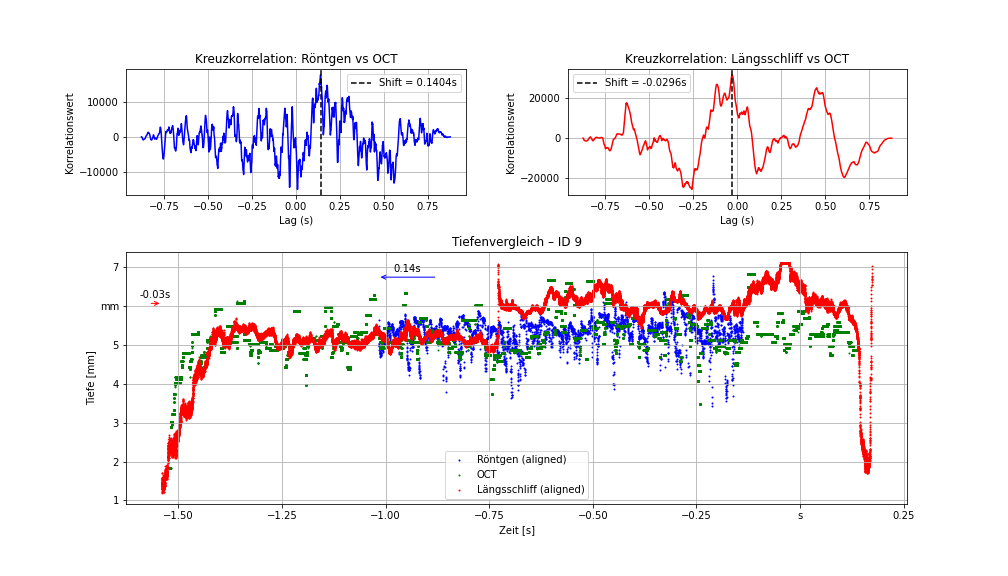 Kreuzkorrelation: Röntgen vs OCT
Korrelationswert
10000
0
−10000
Shift = 0.1404s
−0.75 −0.50 −0.25 0.00 0.25 0.50 0.75
Lag (s)
Kreuzkorrelation: Längsschliff vs OCT
Korrelationswert
20000
0
−20000
Shift = -0.0296s
−0.75 −0.50 −0.25 0.00 0.25 0.50 0.75
Lag (s)
Tiefenvergleich – ID 9
Tiefe [mm]
7
mm
5
4
3
2
1
-0.03s
0.14s
Röntgen (aligned)
OCT
Längsschliff (aligned)
−1.50 −1.25 −1.00 −0.75 −0.50 −0.25 s 0.25
Zeit [s]